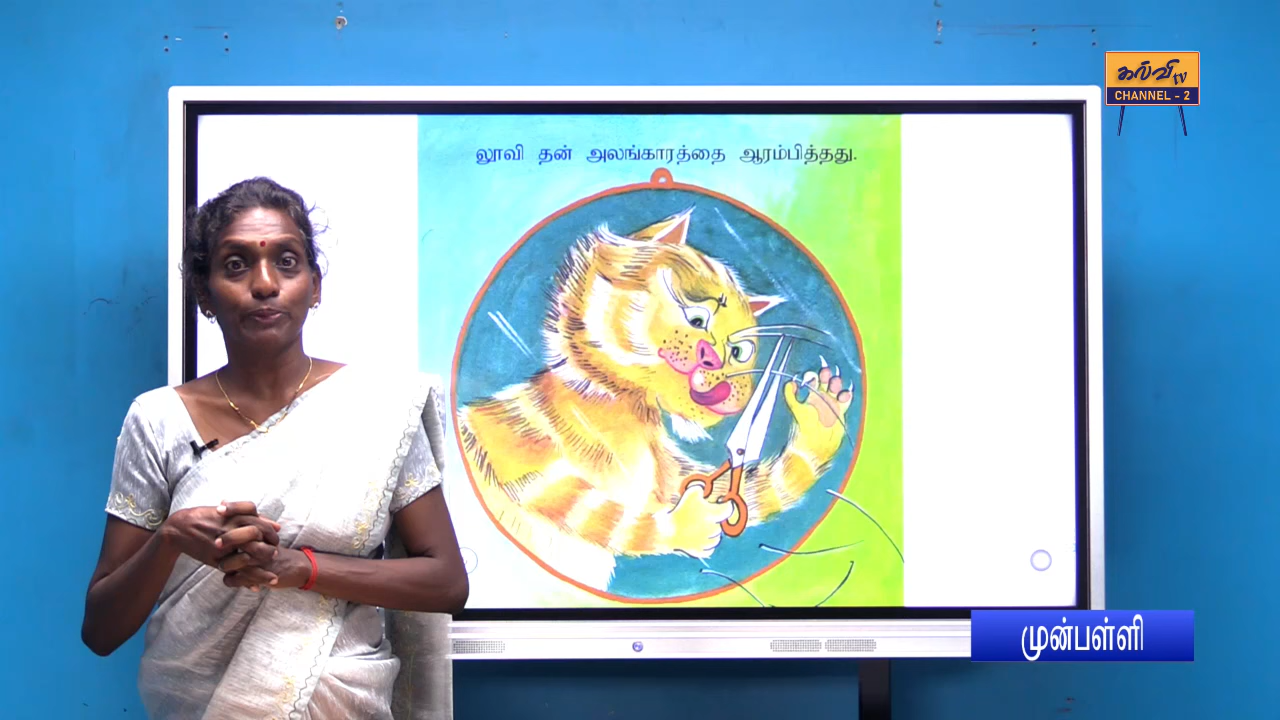 கல்வி TV
CHANNEL - 2
லூவி தன் அலங்காரத்தை ஆரம்பித்தது.
முன்பள்ளி